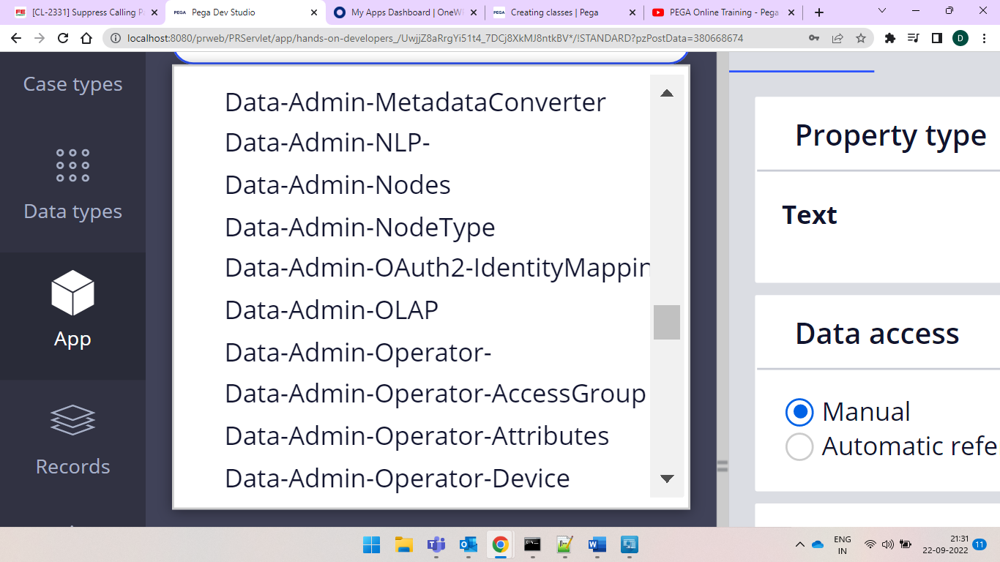 [CL-2331] Suppress Calling P
Pega Dev Studio
My Apps Dashboard | OneW
Creating classes | Pega
PEGA Online Training - Pega
localhost:8080/prweb/PRServlet/app/hands-on-developers_/UwjjZ8aRrgYi51t4_7DCj8XkMJ8ntkBV*/!STANDARD?pzPostData=380668674
D
Case types
Data types
App
Records
Data-Admin-MetadataConverter
Data-Admin-NLP-
Data-Admin-Nodes
Data-Admin-NodeType
Data-Admin-OAuth2-IdentityMappin
Data-Admin-OLAP
Data-Admin-Operator-
Data-Admin-Operator-AccessGroup
Data-Admin-Operator-Attributes
Data-Admin-Operator-Device
Property type
Text
Data access
Manual
Automatic refe
ENG
IN
21:31
22-09-2022
11